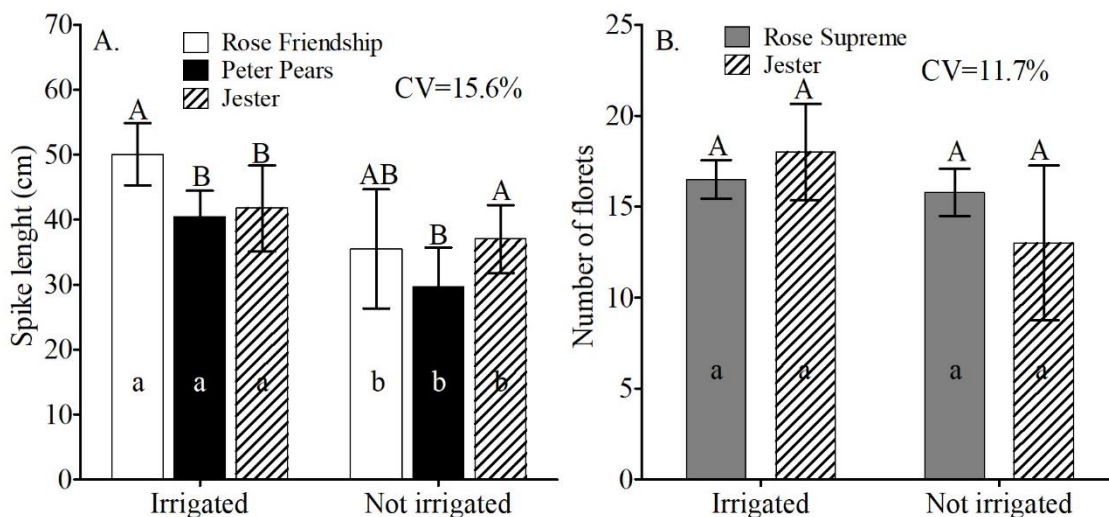 A.
Rose Friendship
Peter Pears
Jester
CV=15.6%
Spike lenght (cm)
70
60
50
40
30
20
10
0
A
B
B
AB
B
A
a
a
a
b
b
b
Irrigated
Not irrigated
B.
Rose Supreme
Jester
CV=11.7%
Number of florets
25
20
15
10
5
0
A
A
A
A
a
a
a
a
Irrigated
Not irrigated